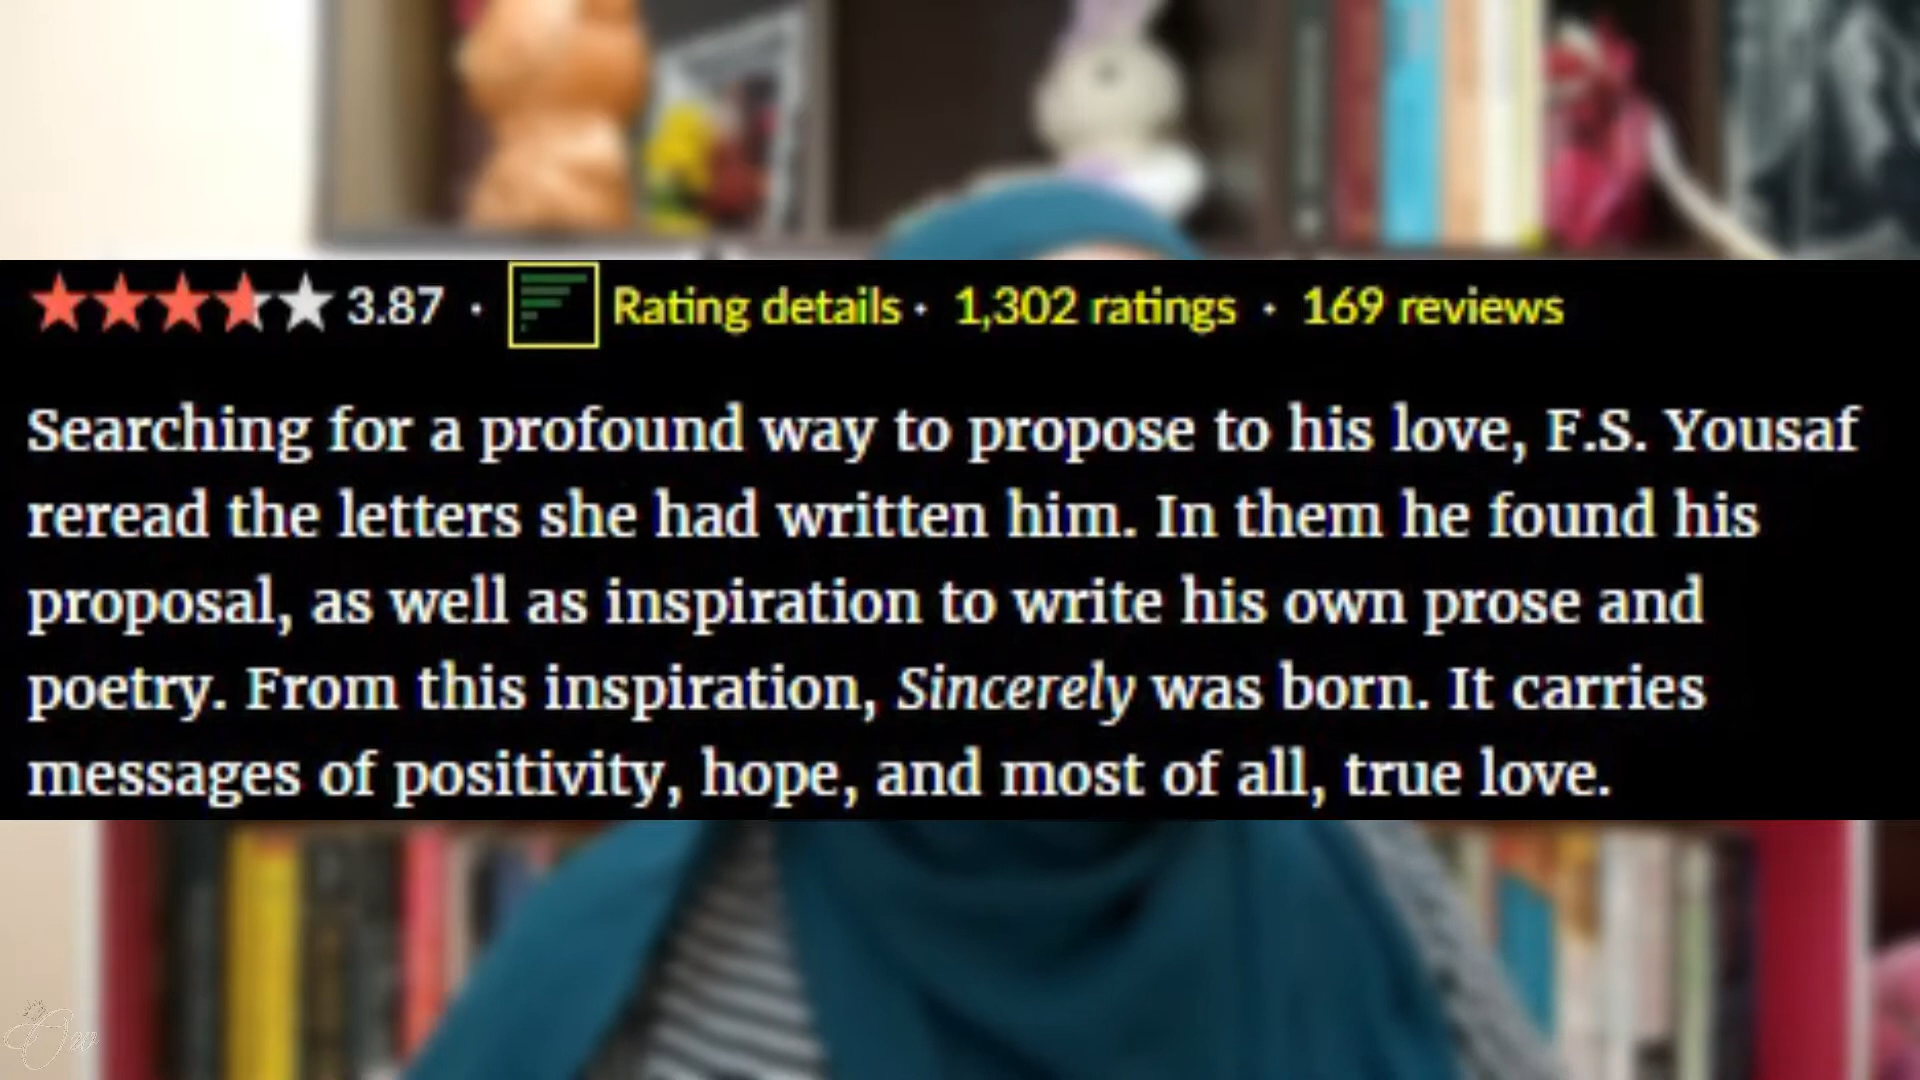 3.87 · Rating details · 1,302 ratings · 169 reviews
Searching for a profound way to propose to his love, F.S. Yousaf
reread the letters she had written him. In them he found his
proposal, as well as inspiration to write his own prose and
poetry. From this inspiration, Sincerely was born. It carries
messages of positivity, hope, and most of all, true love.